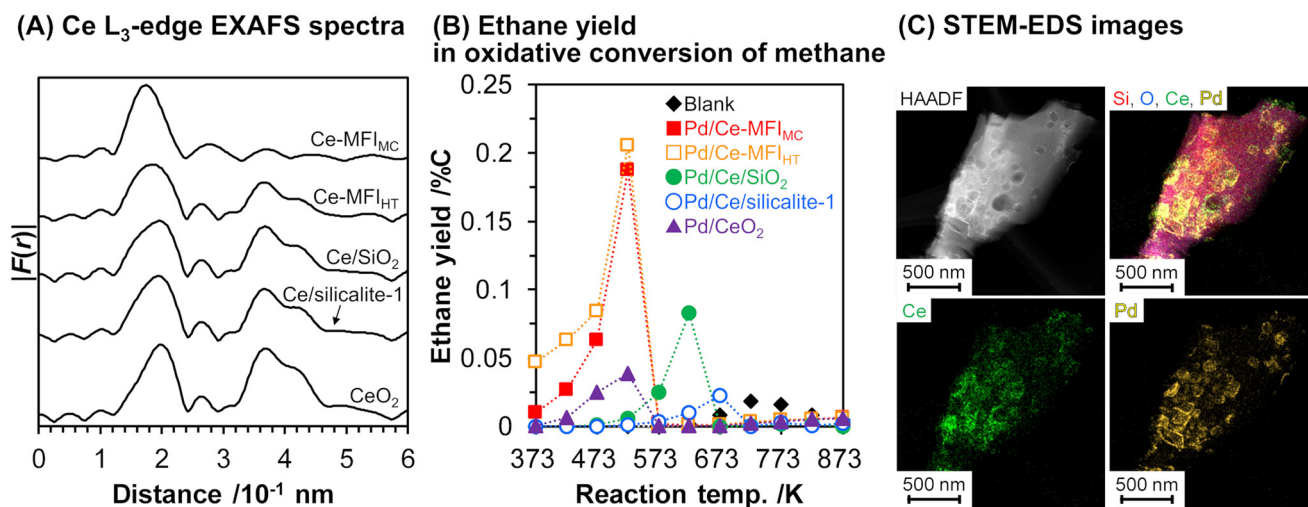 (A) Ce L₃-edge EXAFS spectra
|F(r)|
Ce-MFI_MC
Ce-MFI_HT
Ce/SiO₂
Ce/silicalite-1
CeO₂
0 1 2 3 4 5 6
Distance /10⁻¹ nm
(B) Ethane yield
in oxidative conversion of methane
Ethane yield /%C
0.25
0.2
0.15
0.1
0.05
0
Blank
Pd/Ce-MFI_MC
Pd/Ce-MFI_HT
Pd/Ce/SiO₂
Pd/Ce/silicalite-1
Pd/CeO₂
373 473 573 673 773 873
Reaction temp. /K
(C) STEM-EDS images
HAADF
500 nm
Si, O, Ce, Pd
500 nm
Ce
500 nm
Pd
500 nm